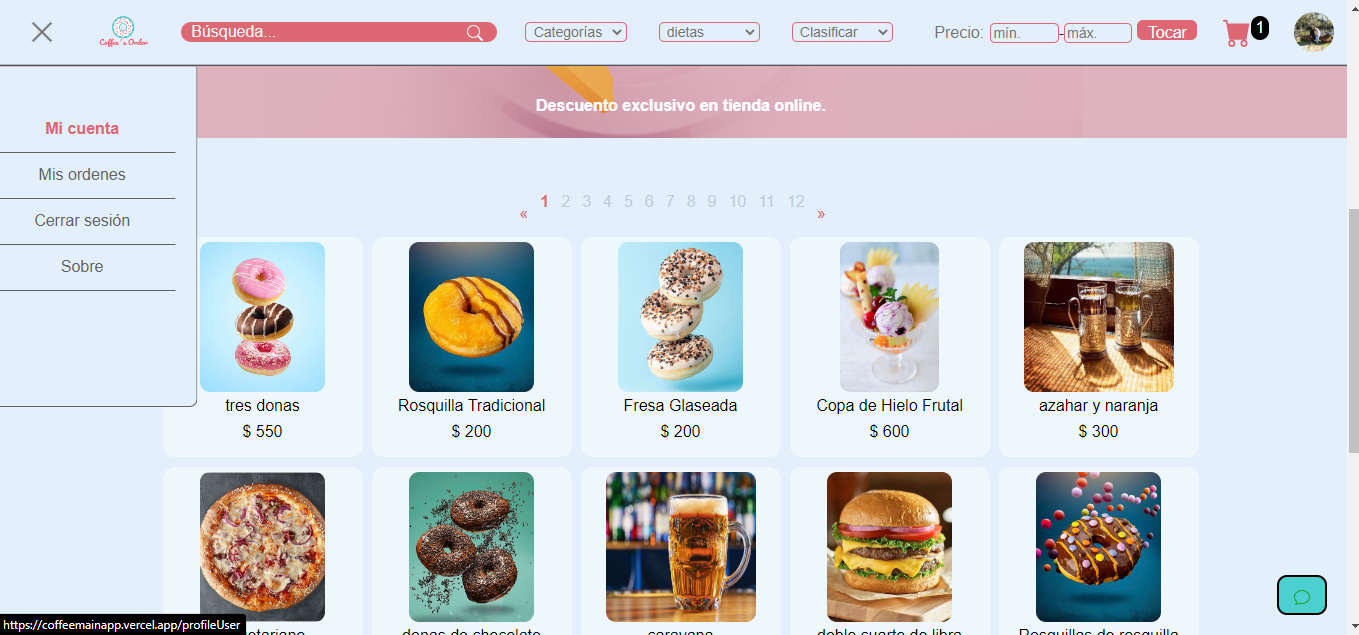 Coffee's Order
Búsqueda...
Categorías
dietas
Clasificar
Precio: mín. - máx. Tocar
1
Descuento exclusivo en tienda online.
Mi cuenta
Mis ordenes
Cerrar sesión
Sobre
« 1 2 3 4 5 6 7 8 9 10 11 12 »
tres donas
$ 550
Rosquilla Tradicional
$ 200
Fresa Glaseada
$ 200
Copa de Hielo Frutal
$ 600
azahar y naranja
$ 300
donas de chocolate
caravana
doble cuarto de libra
Rosquillas de rosquilla
https://coffeemainapp.vercel.app/profileUser